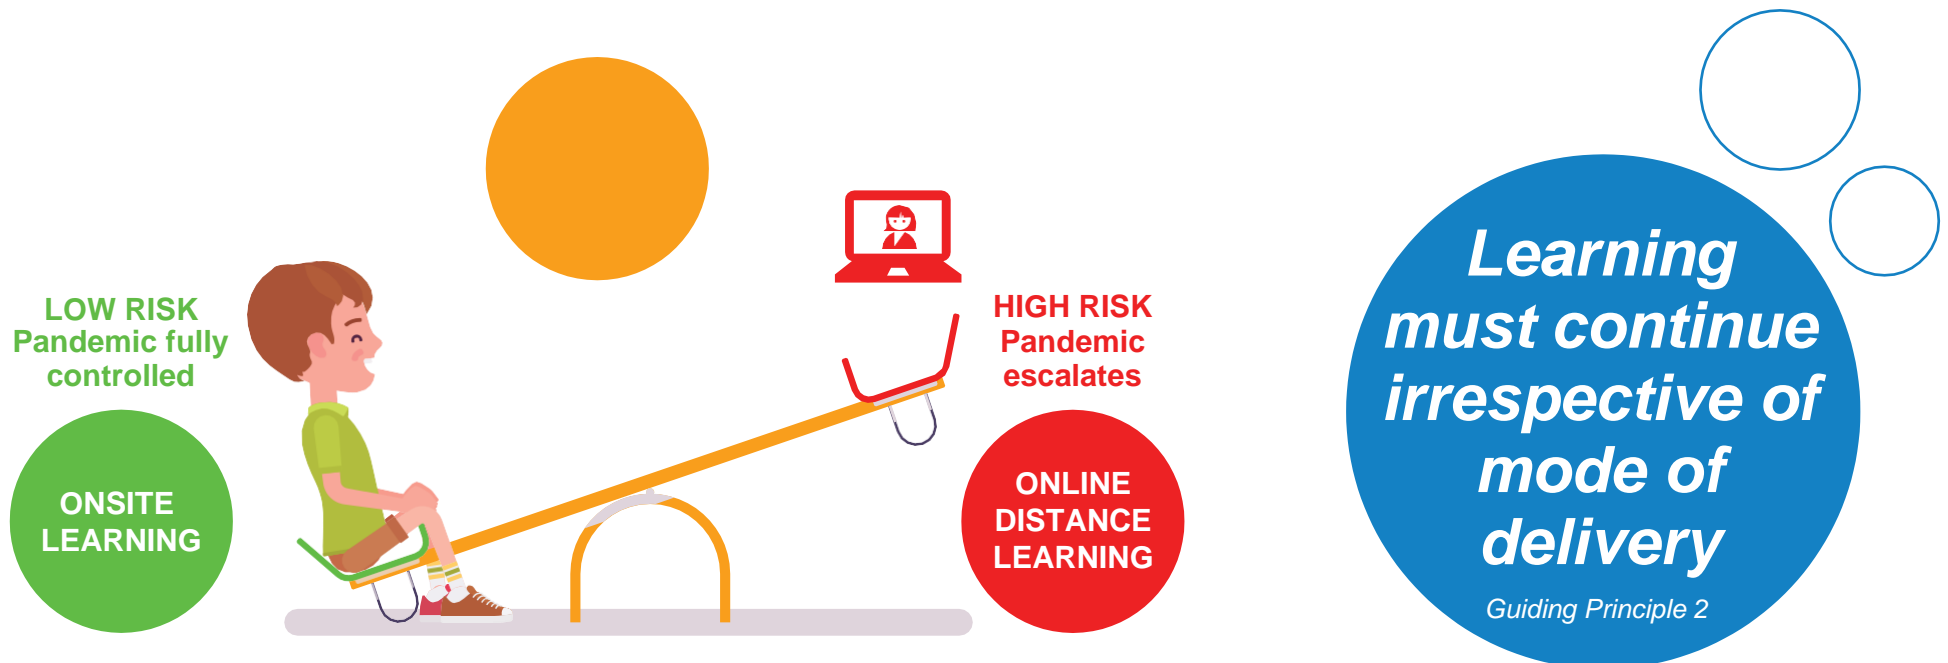 LOW RISK
Pandemic fully
controlled
ONSITE
LEARNING
HIGH RISK
Pandemic
escalates
ONLINE
DISTANCE
LEARNING
Learning
must continue
irrespective of
mode of
delivery
Guiding Principle 2